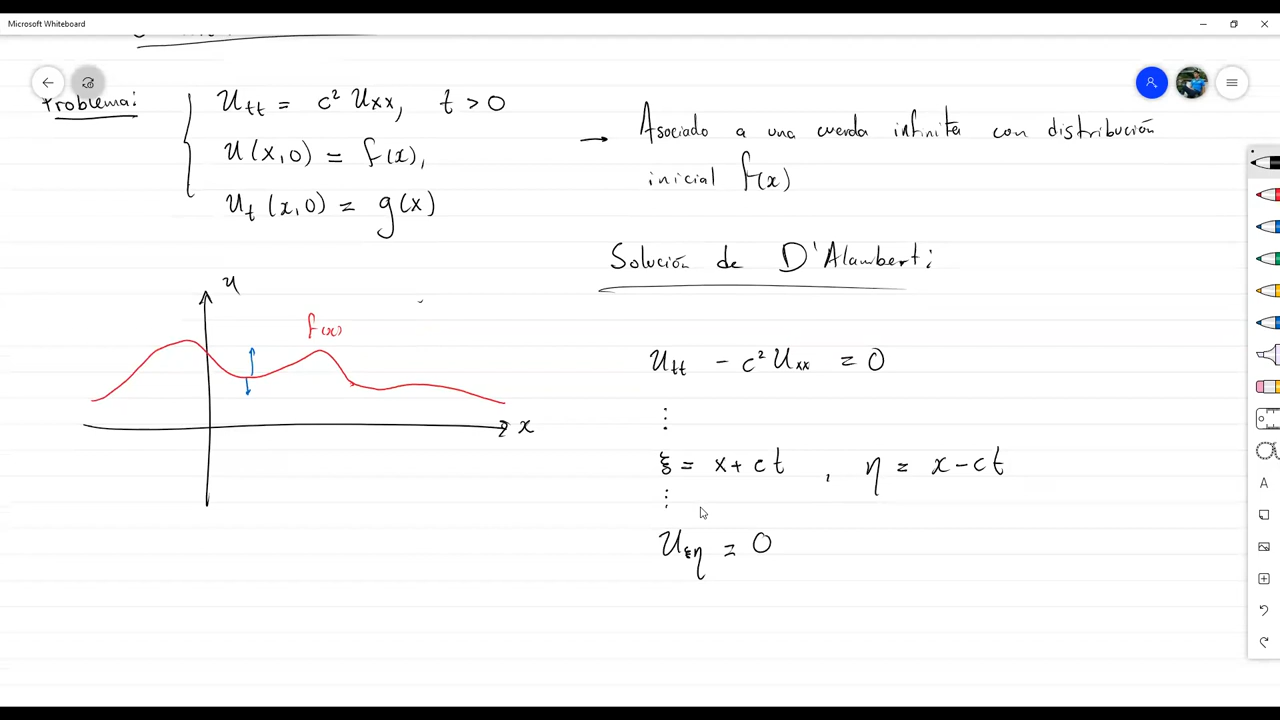 Microsoft Whiteboard
Problema:
u_tt = c² u_xx, t > 0
u(x,0) = f(x),
u_t (x,0) = g(x)
→ Asociado a una cuerda infinita con distribución
inicial f(x)
Solución de D'Alambert:
u
f(x)
x
u_tt - c² u_xx = 0
⋮
ξ = x + ct , η = x - ct
⋮
u_ξη = 0
A